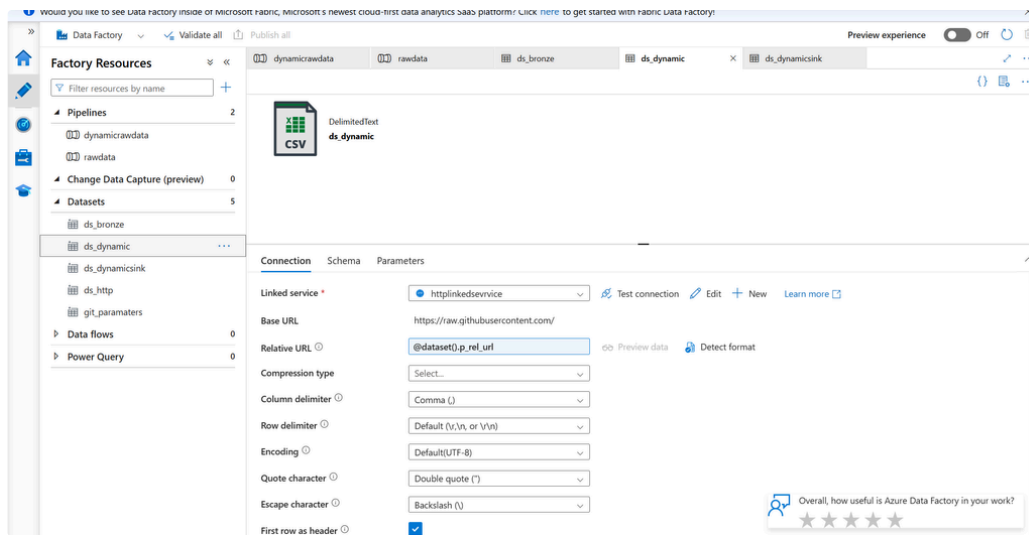 Would you like to see Data Factory inside of Microsoft Fabric, Microsoft's newest cloud-first data analytics SaaS platform? Click here to get started with Fabric Data Factory!
Data Factory Validate all Publish all Preview experience Off
Factory Resources
dynamicrawdata rawdata ds_bronze ds_dynamic ds_dynamicsink
Filter resources by name
Pipelines 2
dynamicrawdata
rawdata
Change Data Capture (preview) 0
Datasets 5
ds_bronze
ds_dynamic
ds_dynamicsink
ds_http
git_paramaters
Data flows 0
Power Query 0
CSV
DelimitedText
ds_dynamic
Connection Schema Parameters
Linked service * httplinkedsevrvice Test connection Edit New Learn more
Base URL https://raw.githubusercontent.com/
Relative URL @dataset().p_rel_url Preview data Detect format
Compression type Select...
Column delimiter Comma (,)
Row delimiter Default (\r,\n, or \r\n)
Encoding Default(UTF-8)
Quote character Double quote (")
Escape character Backslash (\)
First row as header
Overall, how useful is Azure Data Factory in your work?